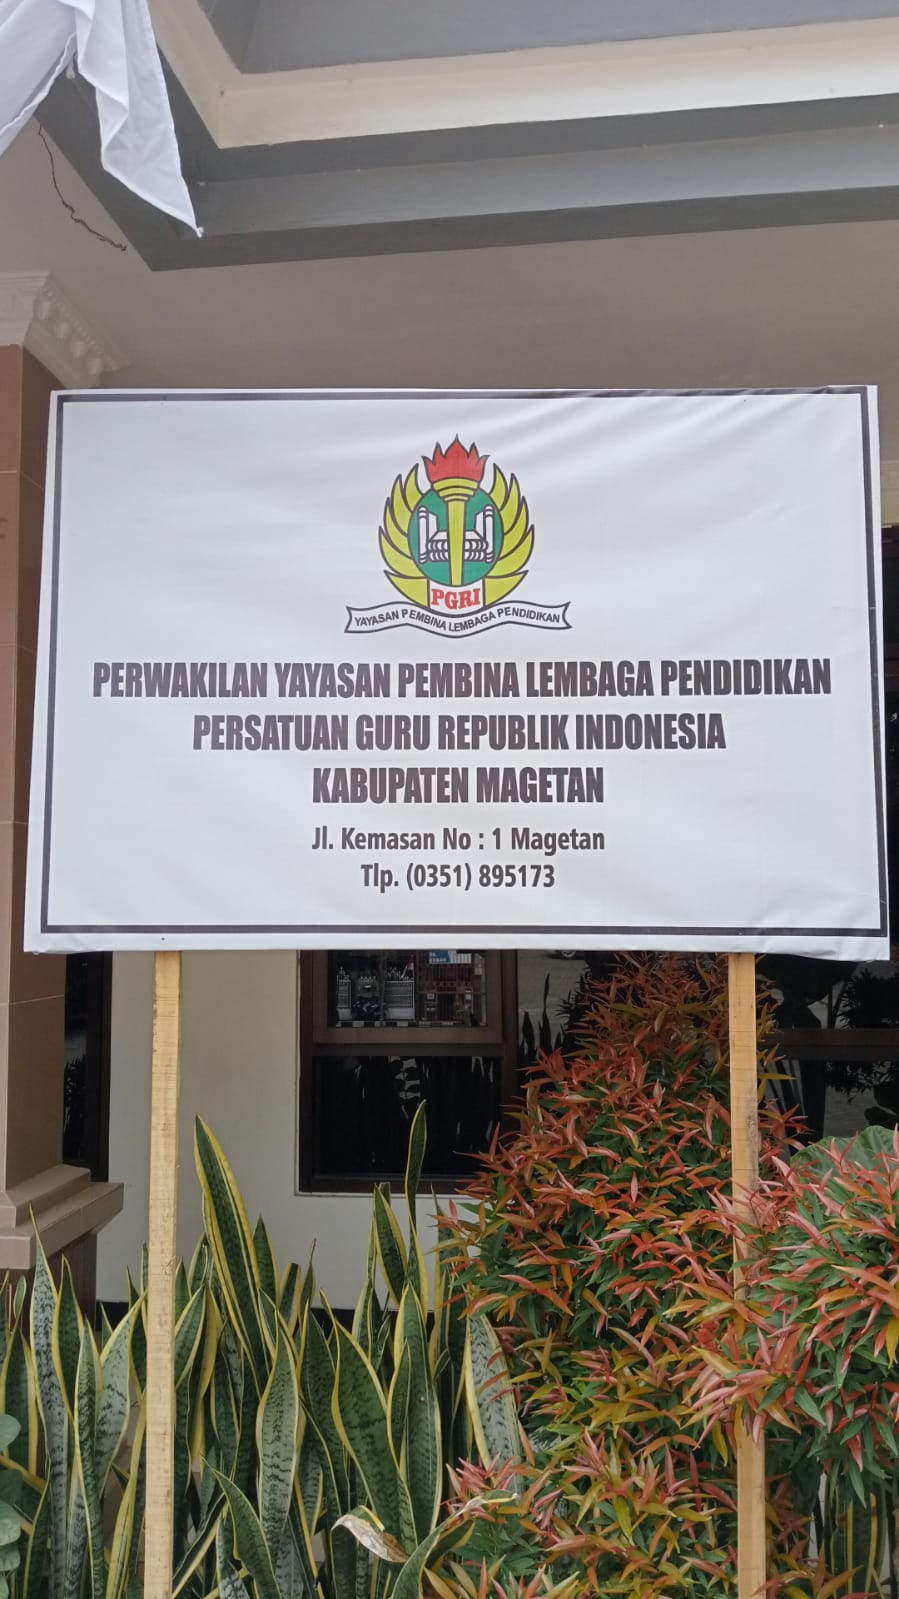 PGRI
YAYASAN PEMBINA LEMBAGA PENDIDIKAN
PERWAKILAN YAYASAN PEMBINA LEMBAGA PENDIDIKAN
PERSATUAN GURU REPUBLIK INDONESIA
KABUPATEN MAGETAN
Jl. Kemasan No : 1 Magetan
Tlp. (0351) 895173